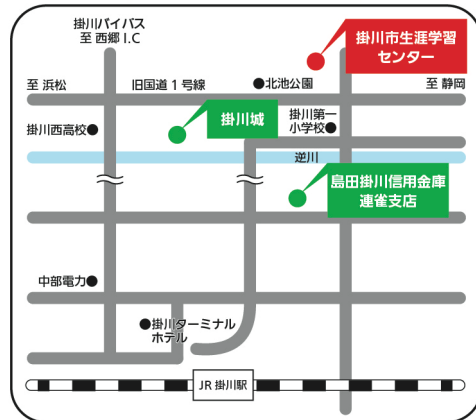 掛川バイパス
至 西郷 I.C
掛川市生涯学習
センター
至 浜松
旧国道 1 号線
●北池公園
至 静岡
掛川城
掛川第一
小学校●
掛川西高校●
逆川
島田掛川信用金庫
連雀支店
中部電力●
●掛川ターミナル
ホテル
JR 掛川駅